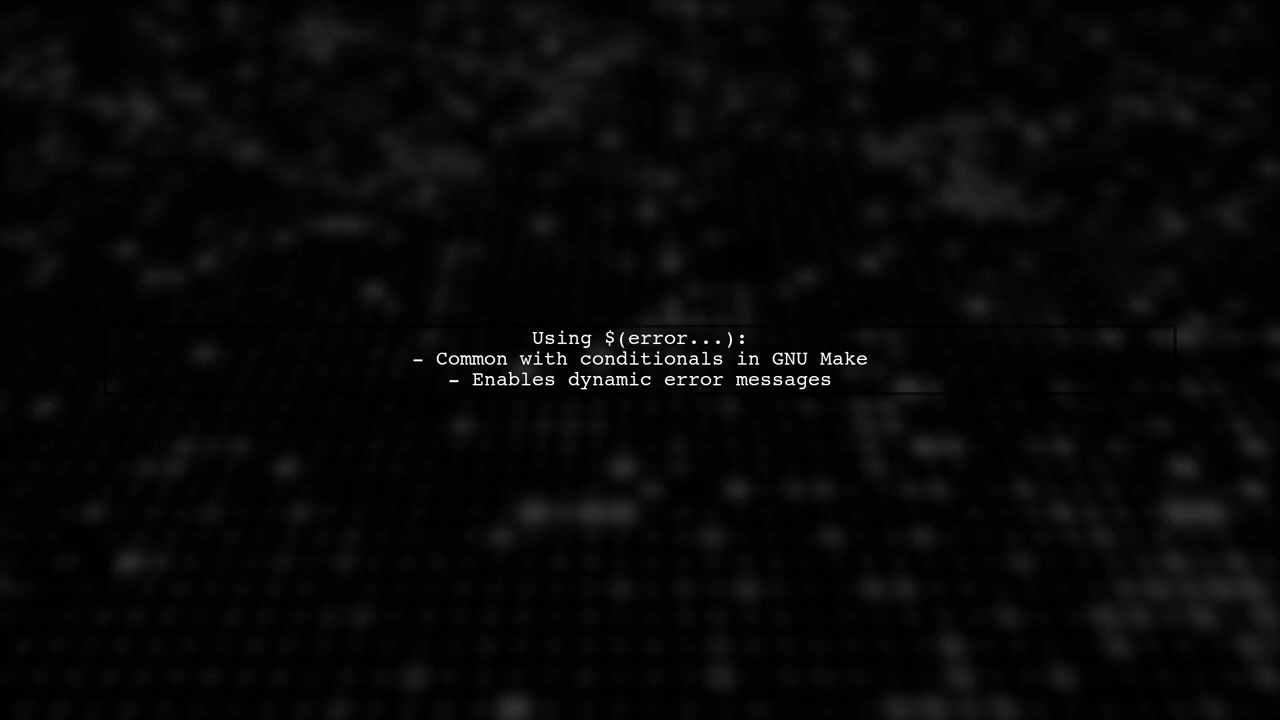 Using $(error...):
- Common with conditionals in GNU Make
- Enables dynamic error messages